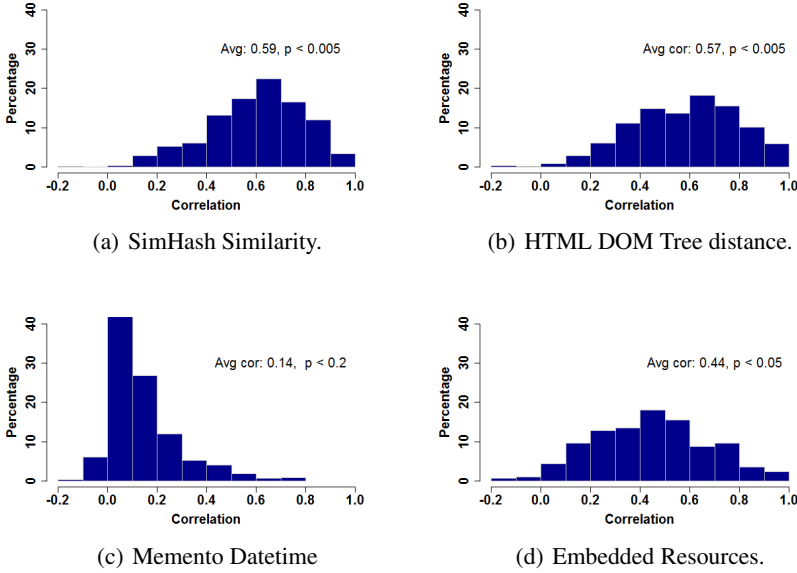 Percentage
0 10 20 30 40
Avg: 0.59, p < 0.005
-0.2 0.0 0.2 0.4 0.6 0.8 1.0
Correlation
(a) SimHash Similarity.
Percentage
0 10 20 30 40
Avg cor: 0.57, p < 0.005
-0.2 0.0 0.2 0.4 0.6 0.8 1.0
Correlation
(b) HTML DOM Tree distance.
Percentage
0 10 20 30 40
Avg cor: 0.14, p < 0.2
-0.2 0.0 0.2 0.4 0.6 0.8 1.0
Correlation
(c) Memento Datetime
Percentage
0 10 20 30 40
Avg cor: 0.44, p < 0.05
-0.2 0.0 0.2 0.4 0.6 0.8 1.0
Correlation
(d) Embedded Resources.